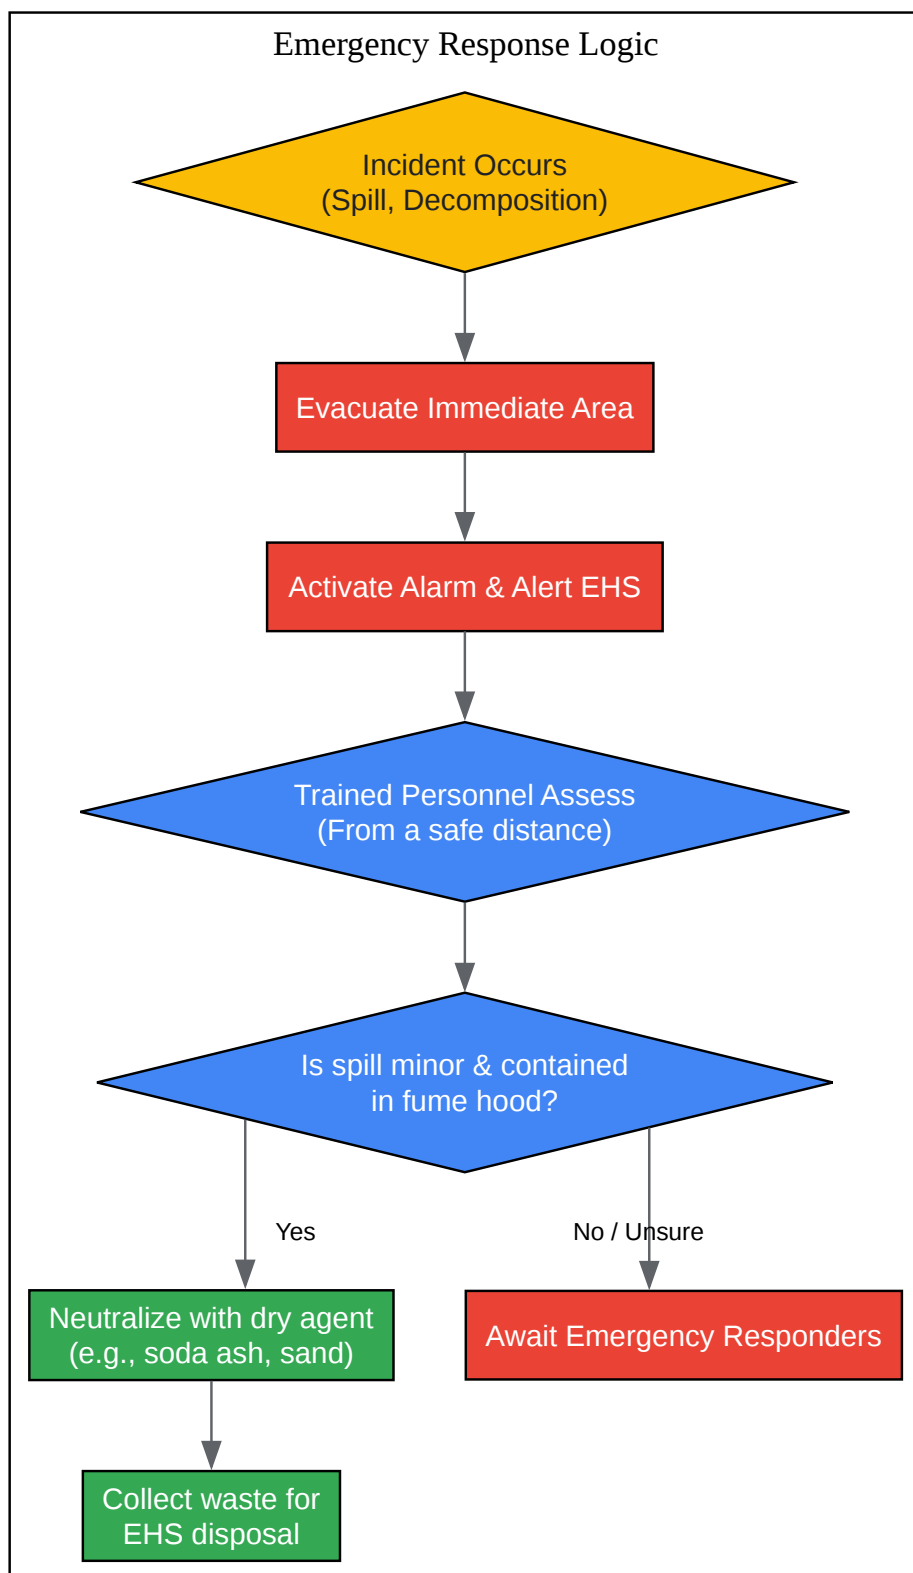 Emergency Response Logic
Incident Occurs
(Spill, Decomposition)
Evacuate Immediate Area
Activate Alarm & Alert EHS
Trained Personnel Assess
(From a safe distance)
Is spill minor & contained
in fume hood?
Yes
No / Unsure
Neutralize with dry agent
(e.g., soda ash, sand)
Await Emergency Responders
Collect waste for
EHS disposal